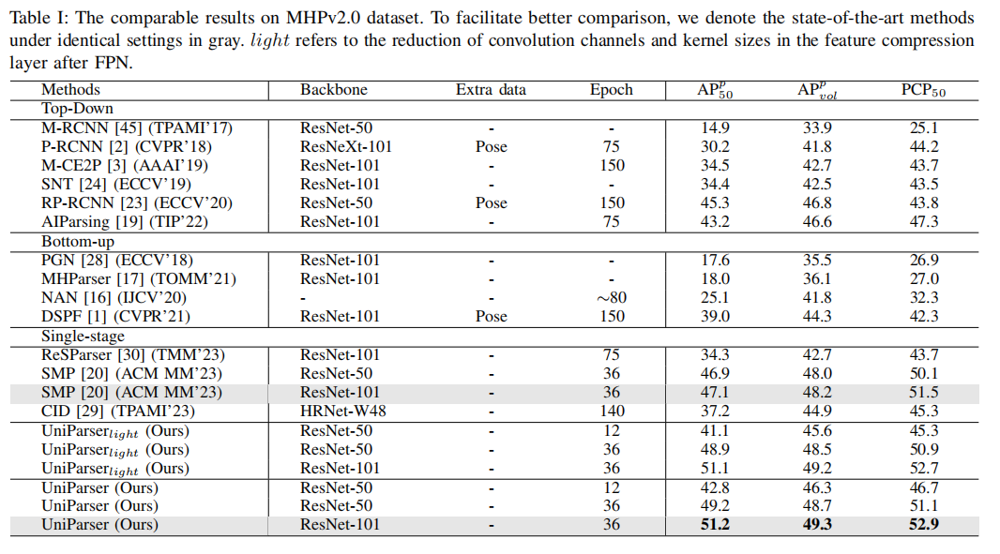 Table I: The comparable results on MHPv2.0 dataset. To facilitate better comparison, we denote the state-of-the-art methods
under identical settings in gray. light refers to the reduction of convolution channels and kernel sizes in the feature compression
layer after FPN.
Methods Backbone Extra data Epoch AP^p_50 AP^p_vol PCP_50
Top-Down
M-RCNN [45] (TPAMI'17) ResNet-50 - - 14.9 33.9 25.1
P-RCNN [2] (CVPR'18) ResNeXt-101 Pose 75 30.2 41.8 44.2
M-CE2P [3] (AAAI'19) ResNet-101 - 150 34.5 42.7 43.7
SNT [24] (ECCV'19) ResNet-101 - - 34.4 42.5 43.5
RP-RCNN [23] (ECCV'20) ResNet-50 Pose 150 45.3 46.8 43.8
AIParsing [19] (TIP'22) ResNet-101 - 75 43.2 46.6 47.3
Bottom-up
PGN [28] (ECCV'18) ResNet-101 - - 17.6 35.5 26.9
MHParser [17] (TOMM'21) ResNet-101 - - 18.0 36.1 27.0
NAN [16] (IJCV'20) - - ~80 25.1 41.8 32.3
DSPF [1] (CVPR'21) ResNet-101 Pose 150 39.0 44.3 42.3
Single-stage
ReSParser [30] (TMM'23) ResNet-101 - 75 34.3 42.7 43.7
SMP [20] (ACM MM'23) ResNet-50 - 36 46.9 48.0 50.1
SMP [20] (ACM MM'23) ResNet-101 - 36 47.1 48.2 51.5
CID [29] (TPAMI'23) HRNet-W48 - 140 37.2 44.9 45.3
UniParser_light (Ours) ResNet-50 - 12 41.1 45.6 45.3
UniParser_light (Ours) ResNet-50 - 36 48.9 48.5 50.9
UniParser_light (Ours) ResNet-101 - 36 51.1 49.2 52.7
UniParser (Ours) ResNet-50 - 12 42.8 46.3 46.7
UniParser (Ours) ResNet-50 - 36 49.2 48.7 51.1
UniParser (Ours) ResNet-101 - 36 51.2 49.3 52.9